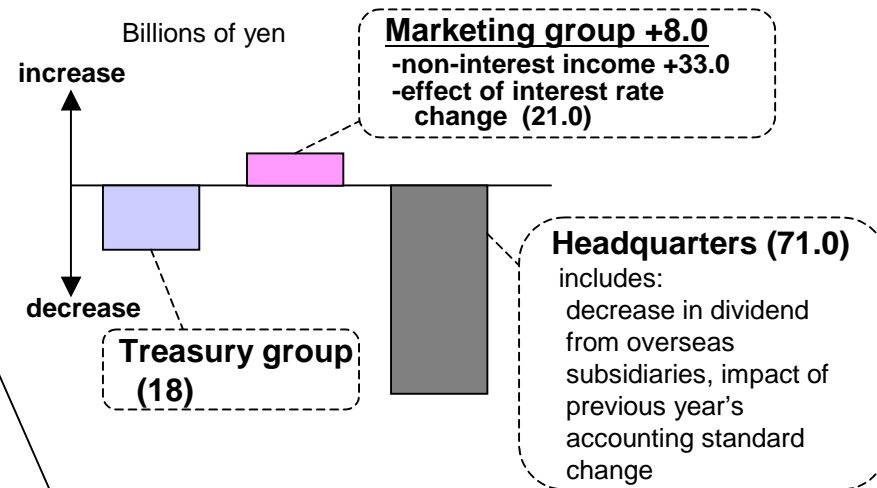 Billions of yen
increase
Marketing group +8.0
-non-interest income +33.0
-effect of interest rate
change (21.0)
decrease
Treasury group
(18)
Headquarters (71.0)
includes:
decrease in dividend
from overseas
subsidiaries, impact of
previous year's
accounting standard
change